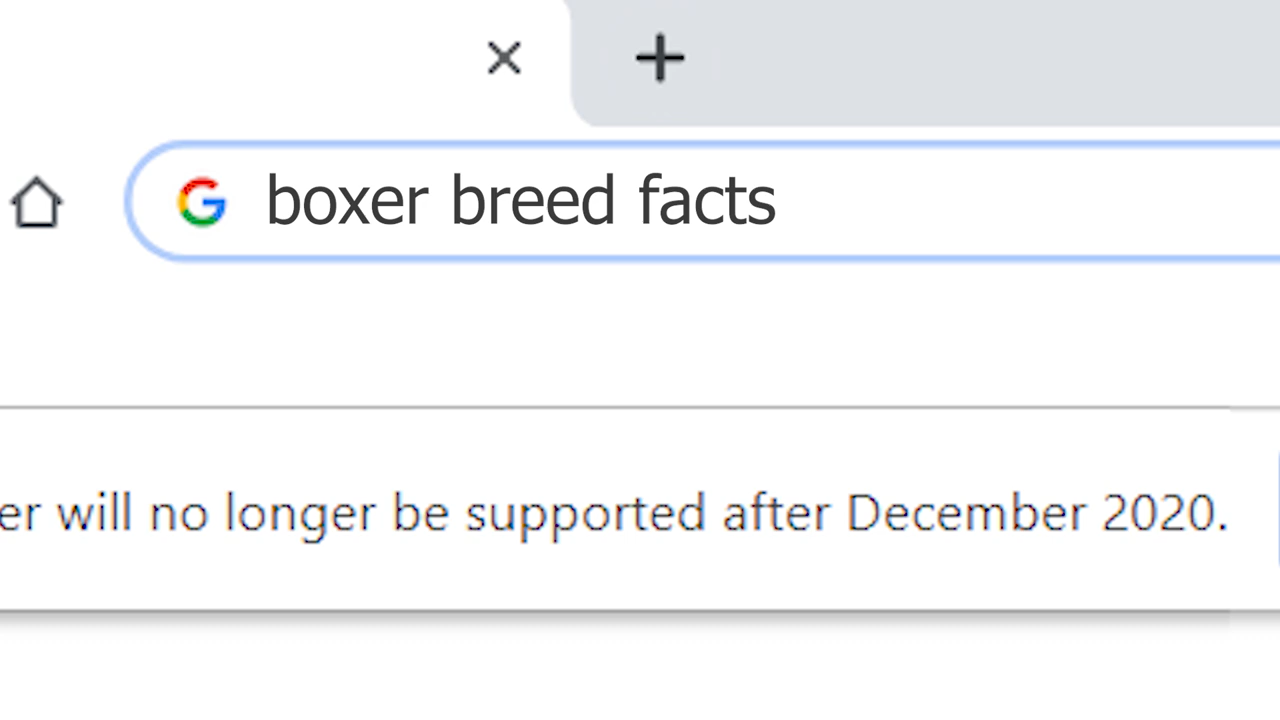 boxer breed facts
er will no longer be supported after December 2020.